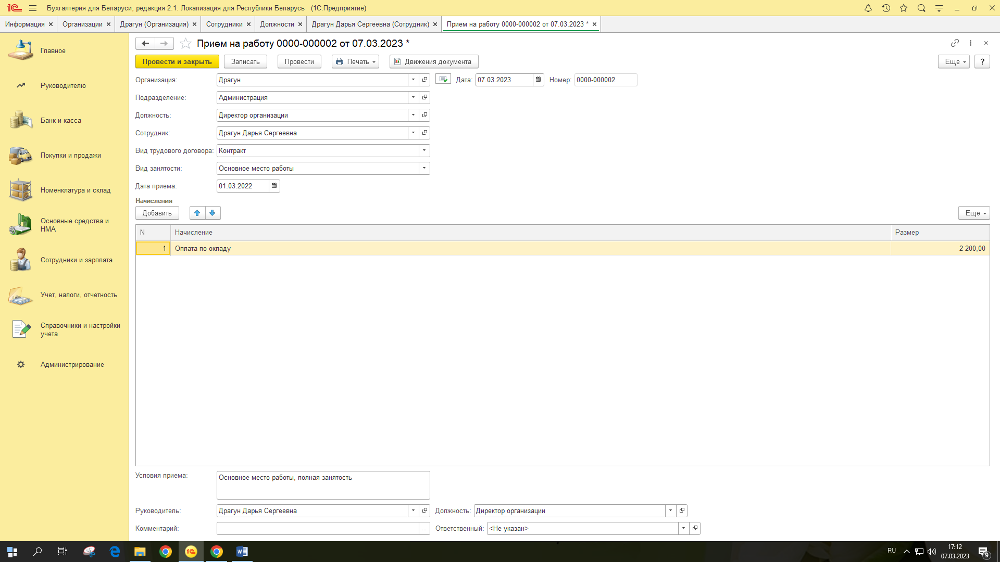 Бухгалтерия для Беларуси, редакция 2.1. Локализация для Республики Беларусь (1С:Предприятие)
Информация Организации Драгун (Организация) Сотрудники Должности Драгун Дарья Сергеевна (Сотрудник) Прием на работу 0000-000002 от 07.03.2023 *
Главное
Руководителю
Банк и касса
Покупки и продажи
Номенклатура и склад
Основные средства и
НМА
Сотрудники и зарплата
Учет, налоги, отчетность
Справочники и настройки
учета
Администрирование
Прием на работу 0000-000002 от 07.03.2023 *
Провести и закрыть Записать Провести Печать Движения документа Еще ?
Организация: Драгун Дата: 07.03.2023 Номер: 0000-000002
Подразделение: Администрация
Должность: Директор организации
Сотрудник: Драгун Дарья Сергеевна
Вид трудового договора: Контракт
Вид занятости: Основное место работы
Дата приема: 01.03.2022
Начисления
Добавить Еще
N Начисление Размер
1 Оплата по окладу 2 200,00
Условия приема: Основное место работы, полная занятость
Руководитель: Драгун Дарья Сергеевна Должность: Директор организации
Комментарий: ... Ответственный: <Не указан>
RU 17:12
07.03.2023 9